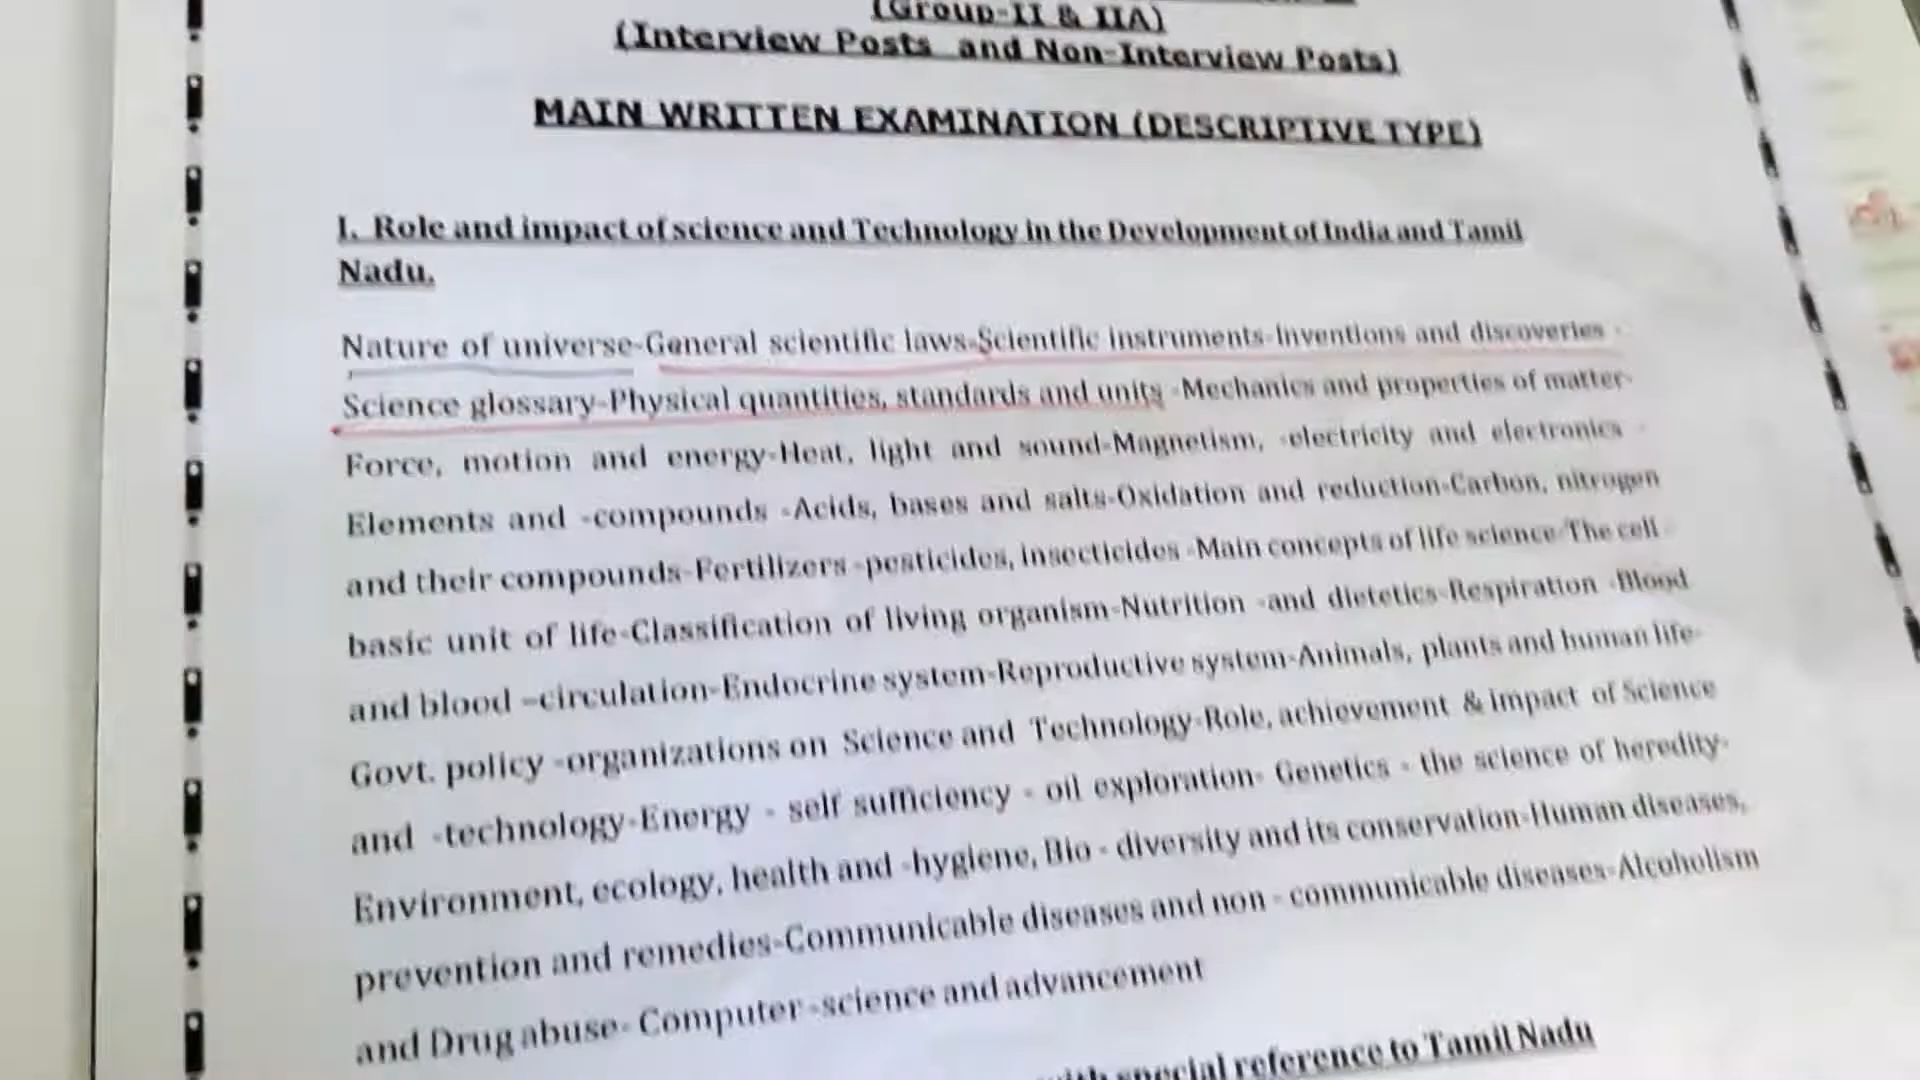 (Group-II & IIA)
(Interview Posts and Non-Interview Posts)
MAIN WRITTEN EXAMINATION (DESCRIPTIVE TYPE)
I. Role and impact of science and Technology in the Development of India and Tamil
Nadu.
Nature of universe-General scientific laws-Scientific instruments-Inventions and discoveries -
Science glossary-Physical quantities, standards and units -Mechanics and properties of matter-
Force, motion and energy-Heat, light and sound-Magnetism, -electricity and electronics -
Elements and -compounds -Acids, bases and salts-Oxidation and reduction-Carbon, nitrogen
and their compounds-Fertilizers -pesticides, insecticides -Main concepts of life science-The cell -
basic unit of life-Classification of living organism-Nutrition -and dietetics-Respiration -Blood
and blood –circulation-Endocrine system-Reproductive system-Animals, plants and human life-
Govt. policy -organizations on Science and Technology-Role, achievement & impact of Science
and -technology-Energy - self sufficiency - oil exploration- Genetics - the science of heredity-
Environment, ecology, health and -hygiene, Bio - diversity and its conservation-Human diseases,
prevention and remedies-Communicable diseases and non - communicable diseases-Alcoholism
and Drug abuse- Computer -science and advancement
with special reference to Tamil Nadu